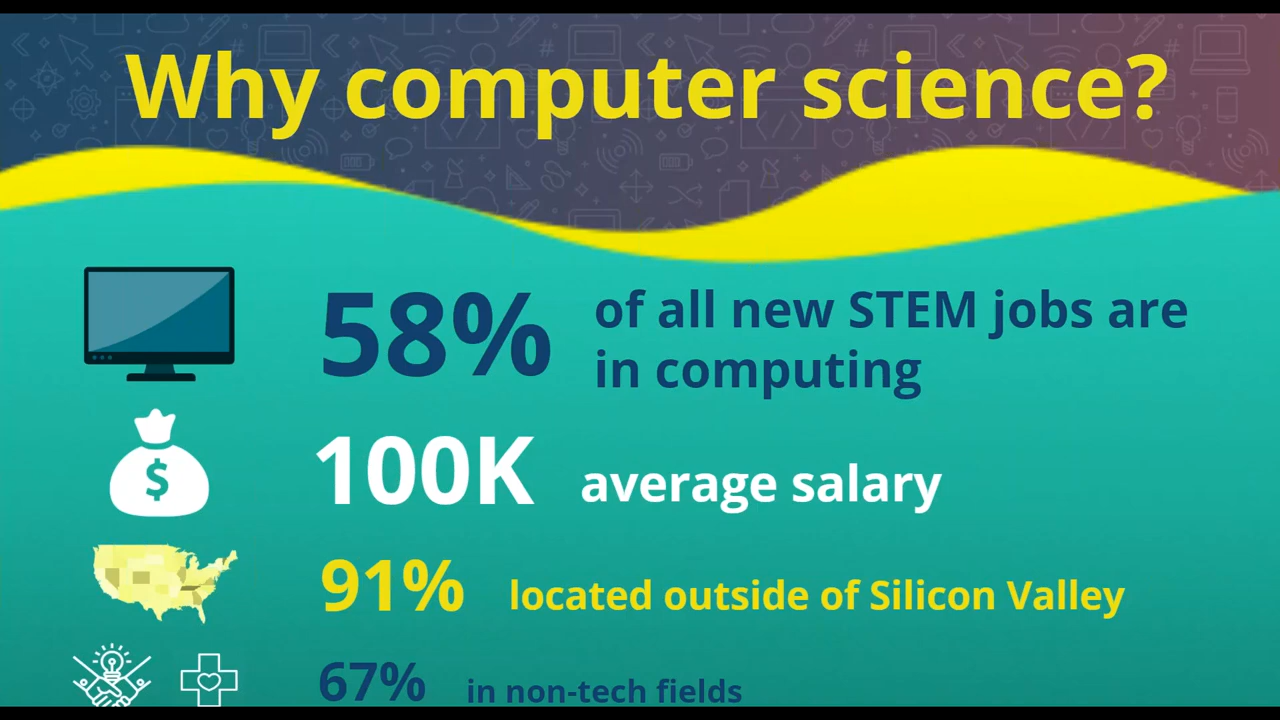 Why computer science?
58% of all new STEM jobs are
in computing
$
100K average salary
91% located outside of Silicon Valley
67% in non-tech fields